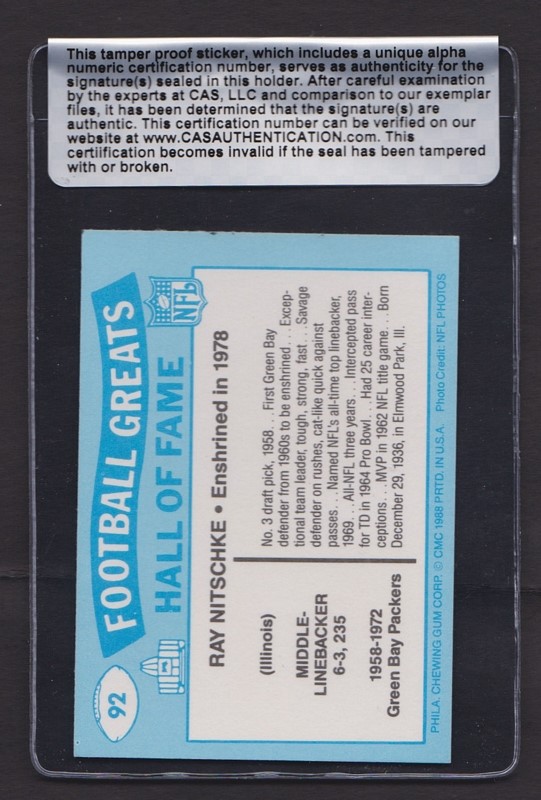 This tamper proof sticker, which includes a unique alpha
numeric certification number, serves as authenticity for the
signature(s) sealed in this holder. After careful examination
by the experts at CAS, LLC and comparison to our exemplar
files, it has been determined that the signature(s) are
authentic. This certification number can be verified on our
website at www.CASAUTHENTICATION.com. This
certiification becomes invalid if the seal has been tampered
with or broken.
92
FOOTBALL GREATS
HALL OF FAME
NFL
RAY NITSCHKE • Enshrined in 1978
(Illinois)
MIDDLE-
LINEBACKER
6-3, 235
1958-1972
Green Bay Packers
No. 3 draft pick, 1958. . .First Green Bay
defender from 1960s to be enshrined. . .Excep-
tional team leader, tough, strong, fast. . .Savage
defender on rushes, cat-like quick against
passes. . .Named NFL's all-time top linebacker,
1969. . .All-NFL three years. . .Intercepted pass
for TD in 1964 Pro Bowl. . .Had 25 career inter-
ceptions. . .MVP in 1962 NFL title game. . .Born
December 29, 1936, in Elmwood Park, Ill.
PHILA. CHEWING GUM CORP. © CMC 1988 PRTD. IN U.S.A. Photo Credit: NFL PHOTOS